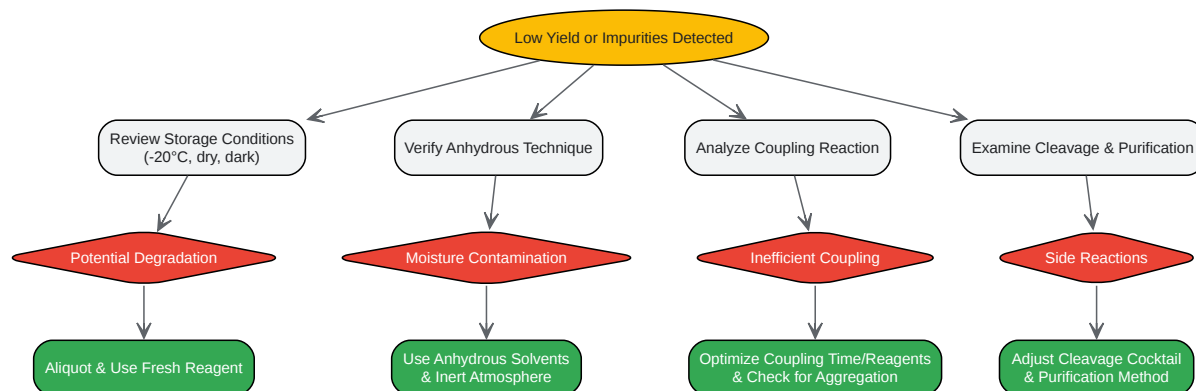 Low Yield or Impurities Detected
Review Storage Conditions
(-20°C, dry, dark)
Verify Anhydrous Technique
Analyze Coupling Reaction
Examine Cleavage & Purification
Potential Degradation
Moisture Contamination
Inefficient Coupling
Side Reactions
Aliquot & Use Fresh Reagent
Use Anhydrous Solvents
& Inert Atmosphere
Optimize Coupling Time/Reagents
& Check for Aggregation
Adjust Cleavage Cocktail
& Purification Method